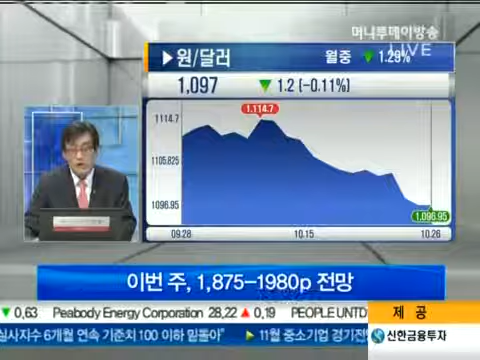 머니투데이방송
LIVE
▶원/달러 월중 ▼ 1.29%
1,097 ▼ 1.2 (-0.11%)
1,114.7
1114.7
1105.825
1096.95
1,096.95
09.28 10.15 10.26
이번 주, 1,875-1980p 전망
▼ 0,63 Peabody Energy Corporation 28,22 ▲ 0,19 PEOPLE UNTD
제 공
심사지수 6개월 연속 기준치 100 이하 밑돌아" ▶ 11월 중소기업 경기전
신한금융투자